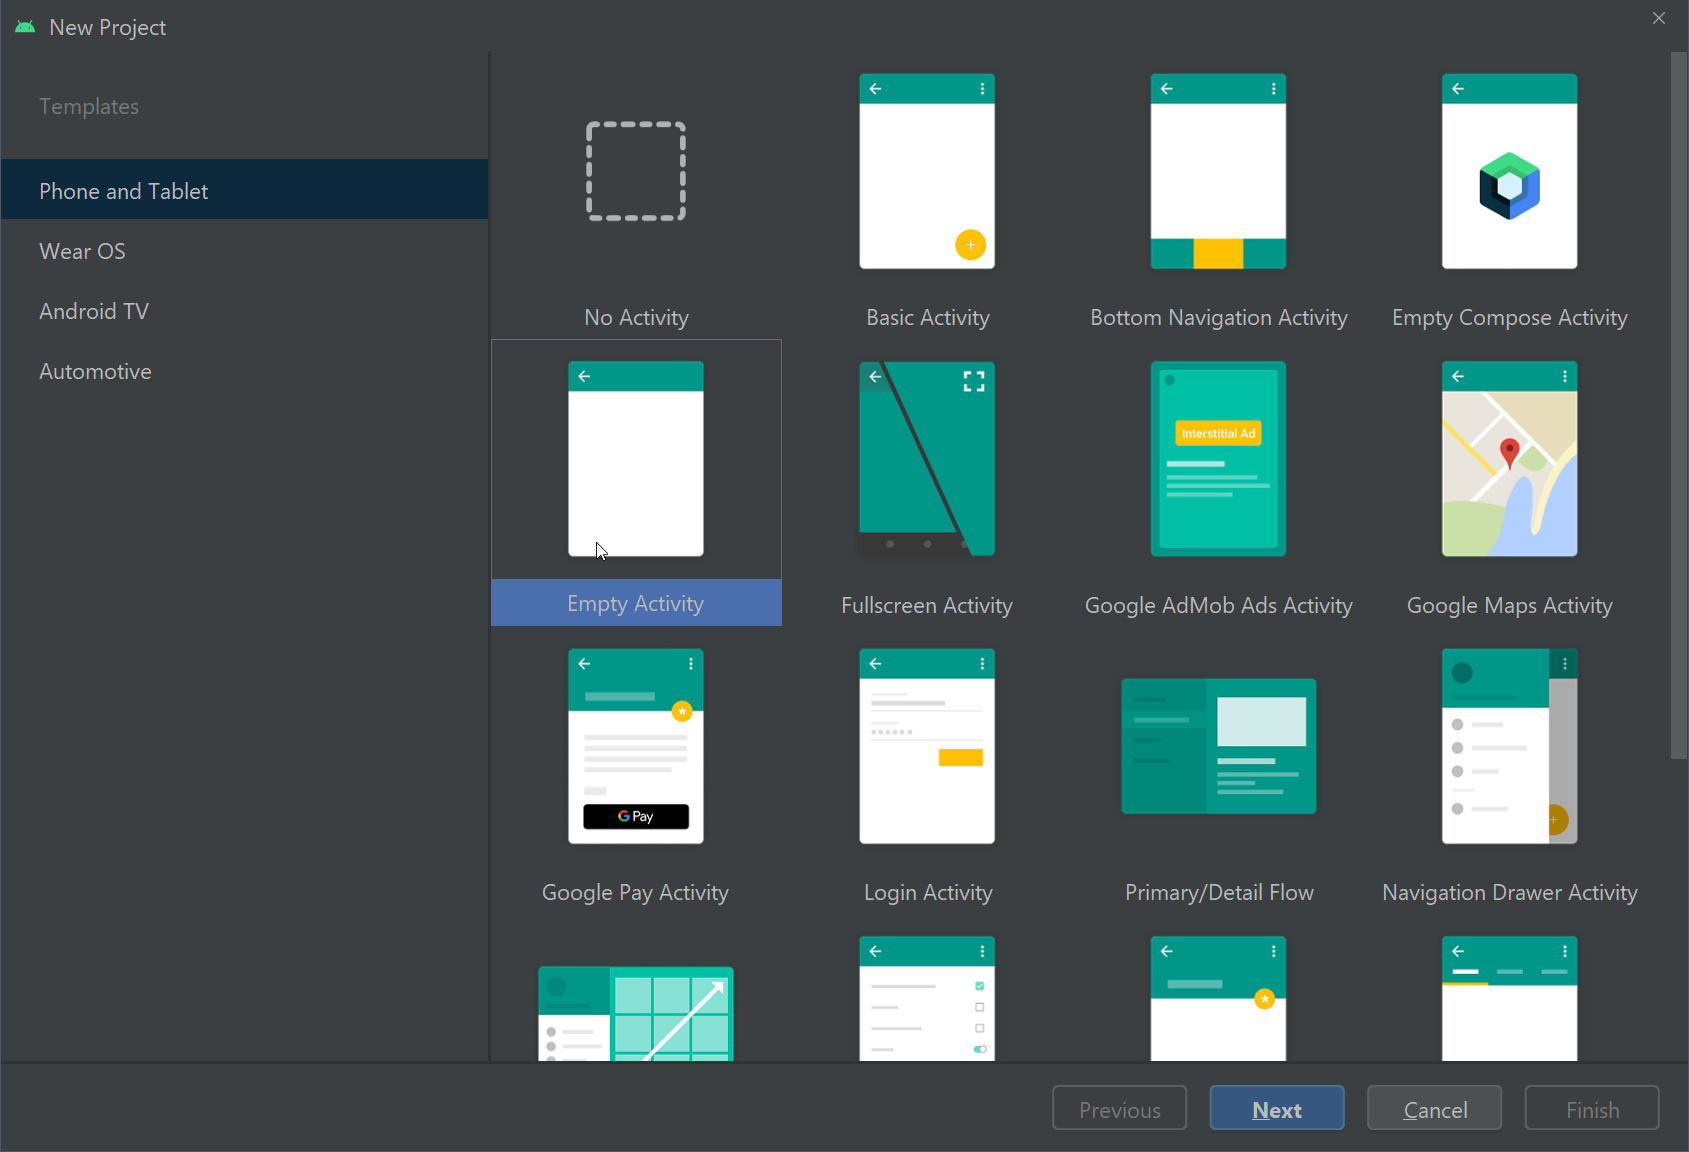 New Project
Templates
Phone and Tablet
Wear OS
Android TV
Automotive
No Activity
Basic Activity
Bottom Navigation Activity
Empty Compose Activity
Empty Activity
Fullscreen Activity
Interstitial Ad
Google AdMob Ads Activity
Google Maps Activity
G Pay
Google Pay Activity
Login Activity
Primary/Detail Flow
Navigation Drawer Activity
Previous
Next
Cancel
Finish